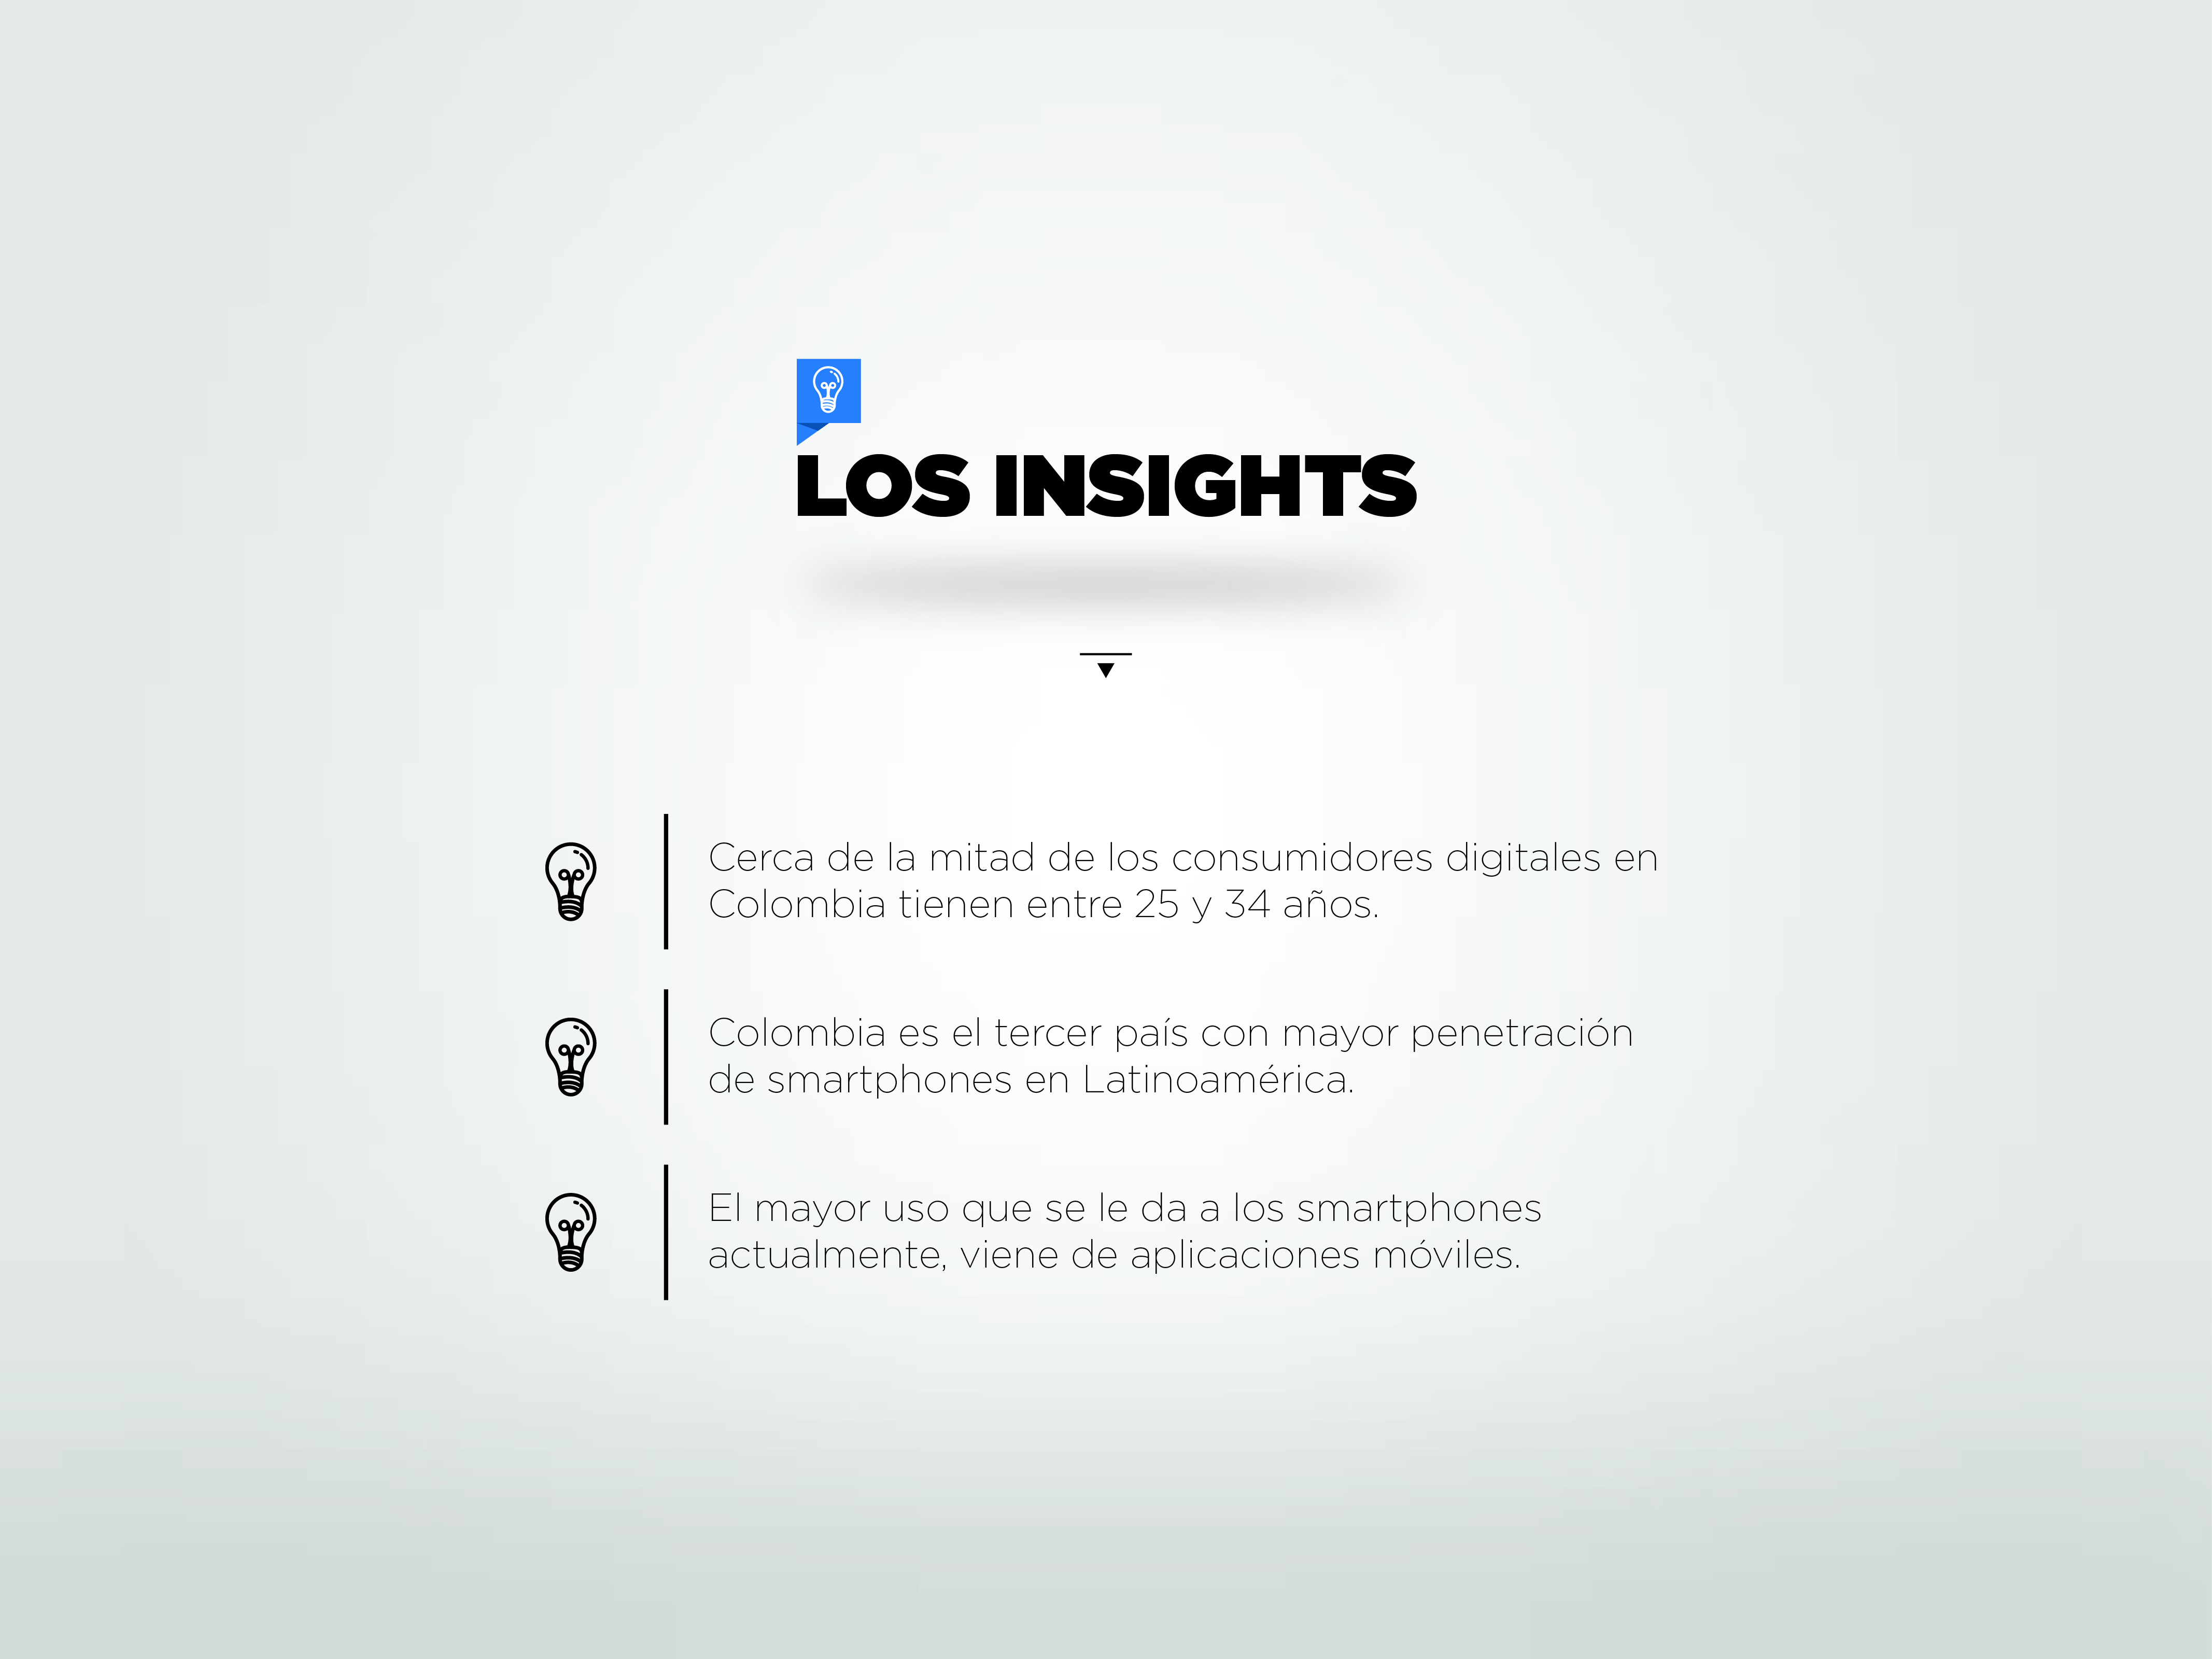 LOS INSIGHTS
Cerca de la mitad de los consumidores digitales en
Colombia tienen entre 25 y 34 años.
Colombia es el tercer país con mayor penetración
de smartphones en Latinoamérica.
El mayor uso que se le da a los smartphones
actualmente, viene de aplicaciones móviles.